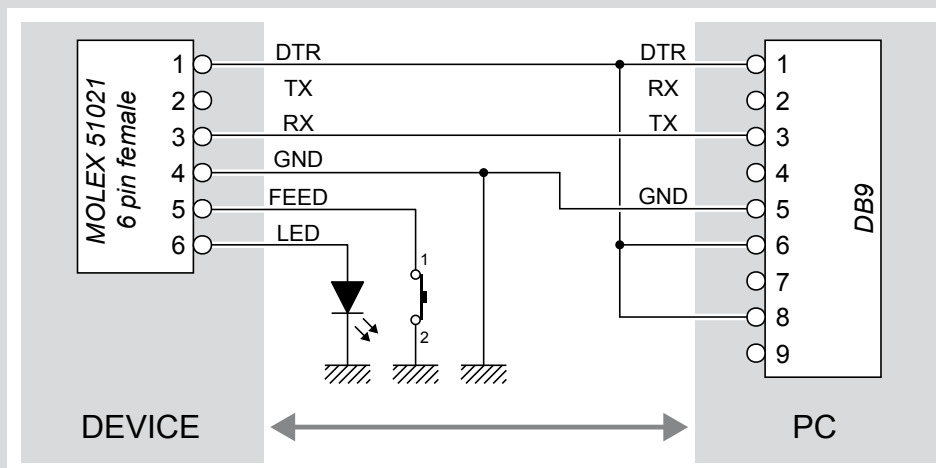 MOLEX 51021
6 pin female
1 DTR
2 TX
3 RX
4 GND
5 FEED
6 LED
1
2
DTR 1
RX 2
TX 3
4
GND 5
6
7
8
9
DB9
DEVICE
PC